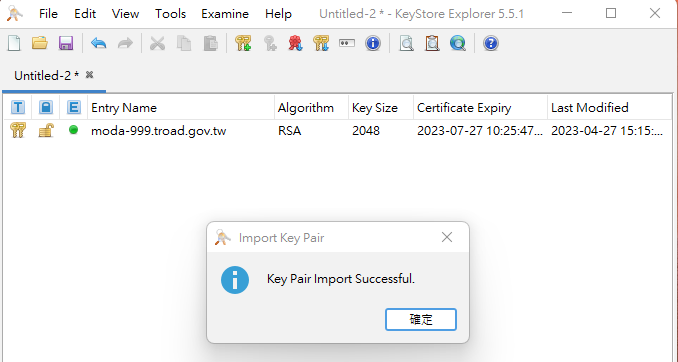 Untitled-2 * - KeyStore Explorer 5.5.1
File Edit View Tools Examine Help
Untitled-2 *
T E Entry Name Algorithm Key Size Certificate Expiry Last Modified
moda-999.troad.gov.tw RSA 2048 2023-07-27 10:25:47... 2023-04-27 15:15:...
Import Key Pair
Key Pair Import Successful.
確定